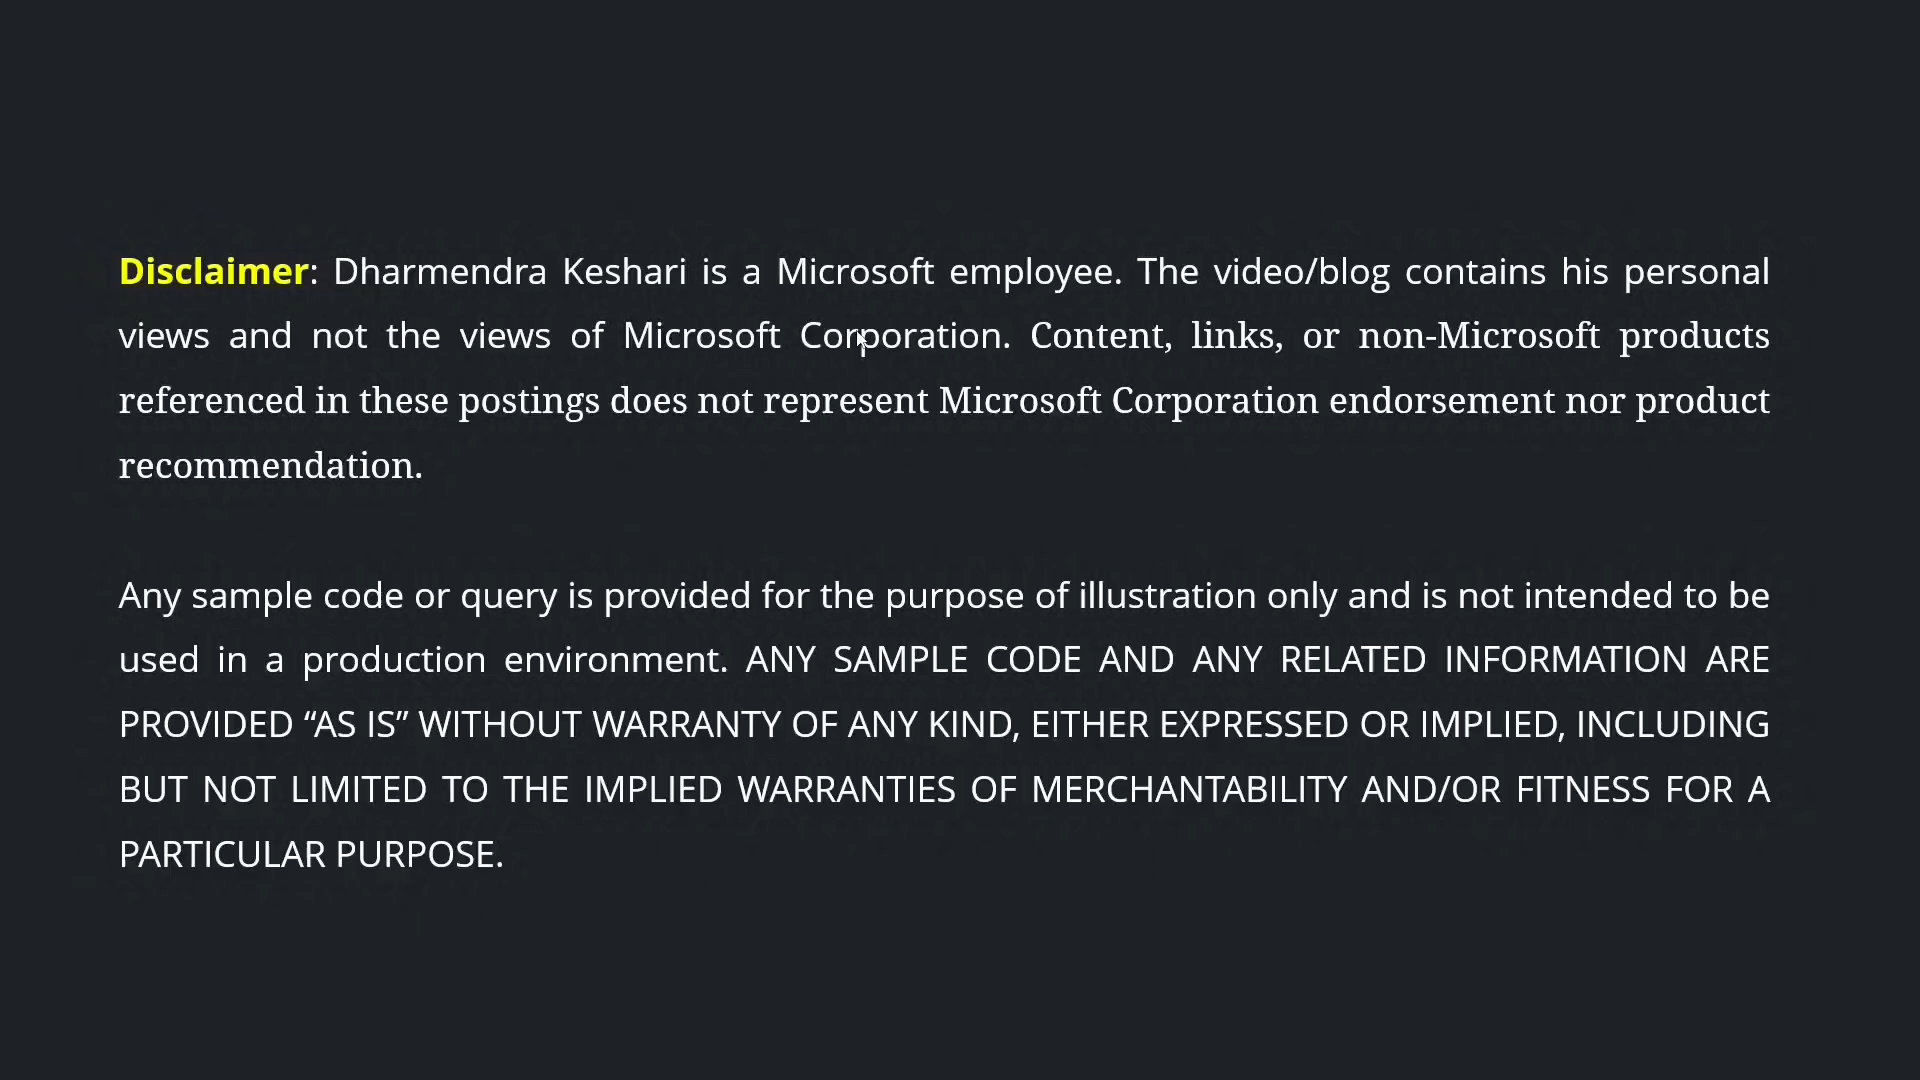 Disclaimer: Dharmendra Keshari is a Microsoft employee. The video/blog contains his personal
views and not the views of Microsoft Corporation. Content, links, or non-Microsoft products
referenced in these postings does not represent Microsoft Corporation endorsement nor product
recommendation.
Any sample code or query is provided for the purpose of illustration only and is not intended to be
used in a production environment. ANY SAMPLE CODE AND ANY RELATED INFORMATION ARE
PROVIDED “AS IS” WITHOUT WARRANTY OF ANY KIND, EITHER EXPRESSED OR IMPLIED, INCLUDING
BUT NOT LIMITED TO THE IMPLIED WARRANTIES OF MERCHANTABILITY AND/OR FITNESS FOR A
PARTICULAR PURPOSE.